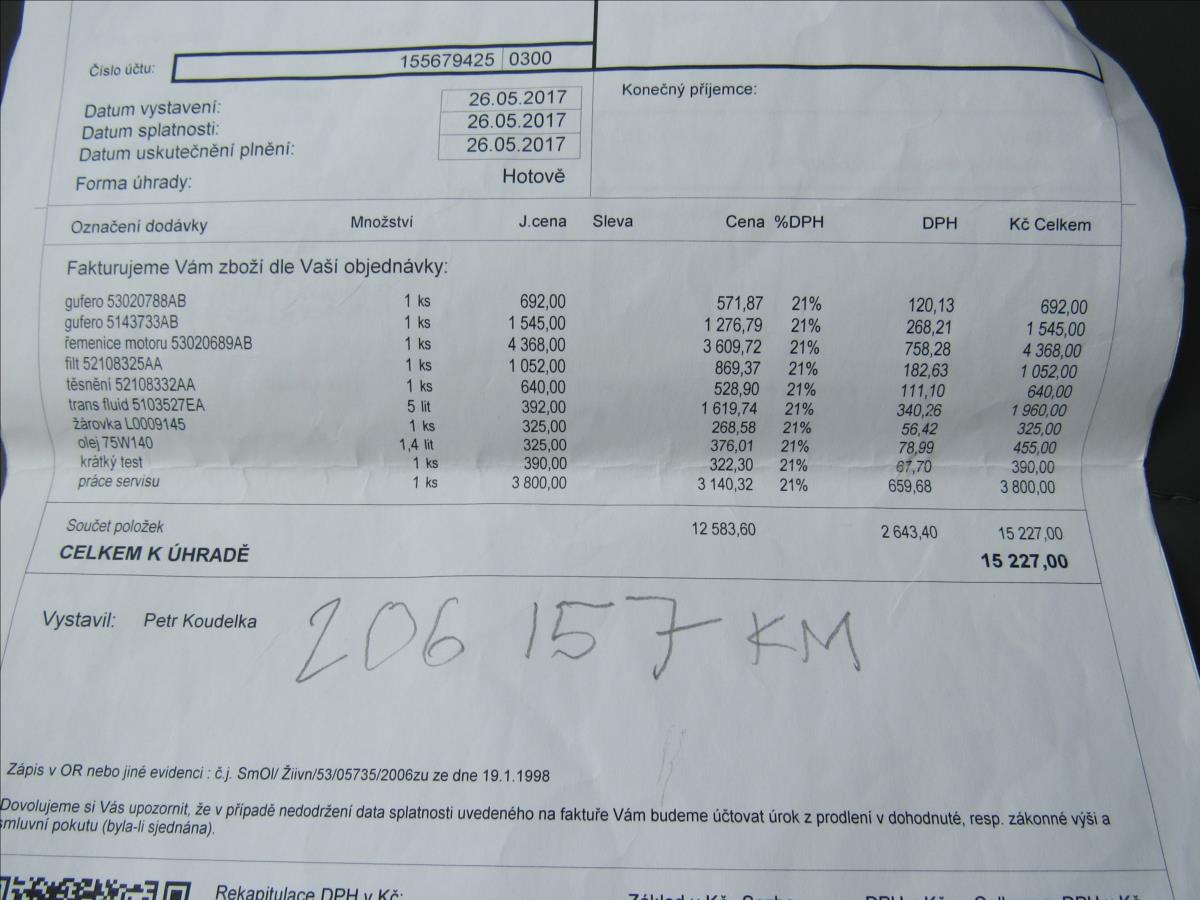 Číslo účtu: 155679425 0300
Datum vystavení: 26.05.2017
Datum splatnosti: 26.05.2017
Datum uskutečnění plnění: 26.05.2017
Forma úhrady: Hotově
Konečný příjemce:
Označení dodávky Množství J.cena Sleva Cena %DPH DPH Kč Celkem
Fakturujeme Vám zboží dle Vaší objednávky:
gufero 53020788AB 1 ks 692,00 571,87 21% 120,13 692,00
gufero 5143733AB 1 ks 1 545,00 1 276,79 21% 268,21 1 545,00
řemenice motoru 53020689AB 1 ks 4 368,00 3 609,72 21% 758,28 4 368,00
filt 52108325AA 1 ks 1 052,00 869,37 21% 182,63 1 052,00
těsnění 52108332AA 1 ks 640,00 528,90 21% 111,10 640,00
trans fluid 5103527EA 5 lit 392,00 1 619,74 21% 340,26 1 960,00
žárovka L0009145 1 ks 325,00 268,58 21% 56,42 325,00
olej 75W140 1,4 lit 325,00 376,01 21% 78,99 455,00
krátký test 1 ks 390,00 322,30 21% 67,70 390,00
práce servisu 1 ks 3 800,00 3 140,32 21% 659,68 3 800,00
Součet položek 12 583,60 2 643,40 15 227,00
CELKEM K ÚHRADĚ 15 227,00
Vystavil: Petr Koudelka
206 157 KM
Zápis v OR nebo jiné evidenci : č.j. SmOl/ Žiivn/53/05735/2006zu ze dne 19.1.1998
Dovolujeme si Vás upozornit, že v případě nedodržení data splatnosti uvedeného na faktuře Vám budeme účtovat úrok z prodlení v dohodnuté, resp. zákonné výši a
smluvní pokutu (byla-li sjednána).
Rekapitulace DPH v Kč: